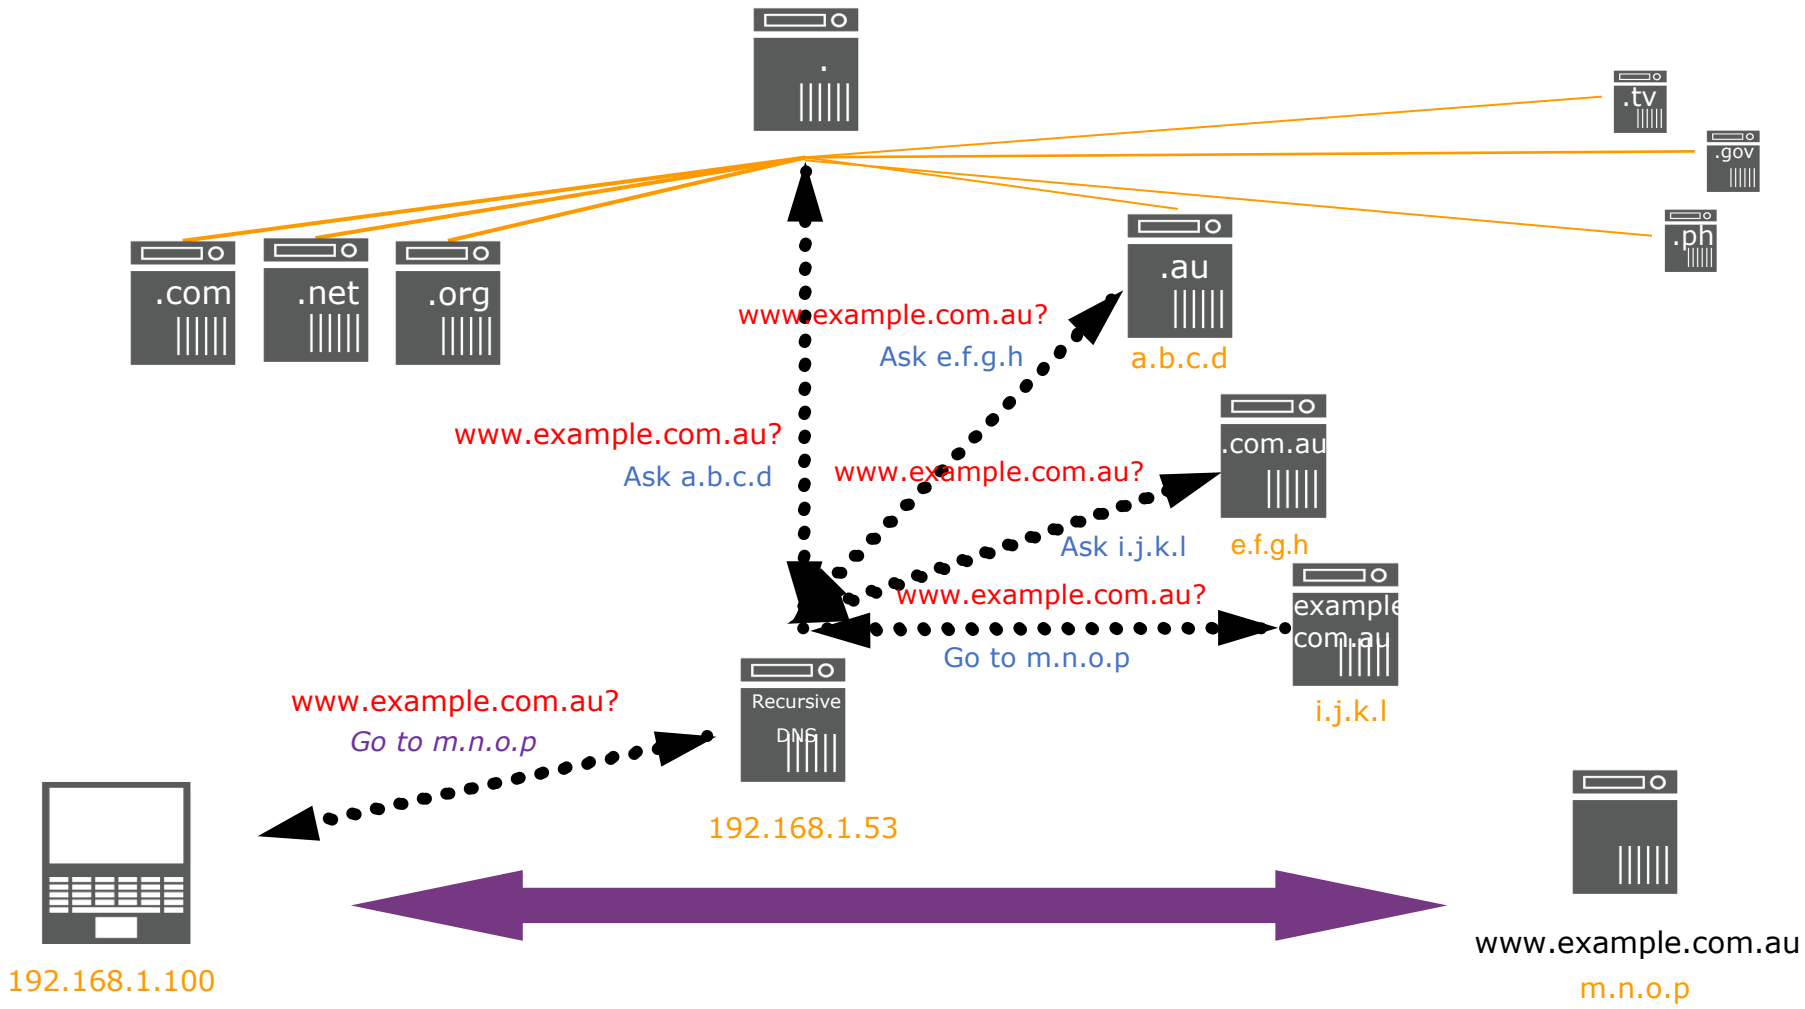 .
.tv
.gov
.ph
.com
.net
.org
.au
www.example.com.au?
Ask e.f.g.h
a.b.c.d
www.example.com.au?
Ask a.b.c.d
.com.au
www.example.com.au?
Ask i.j.k.l
e.f.g.h
www.example.com.au?
example
com.au
Go to m.n.o.p
i.j.k.l
www.example.com.au?
Go to m.n.o.p
Recursive
DNS
192.168.1.53
192.168.1.100
www.example.com.au
m.n.o.p